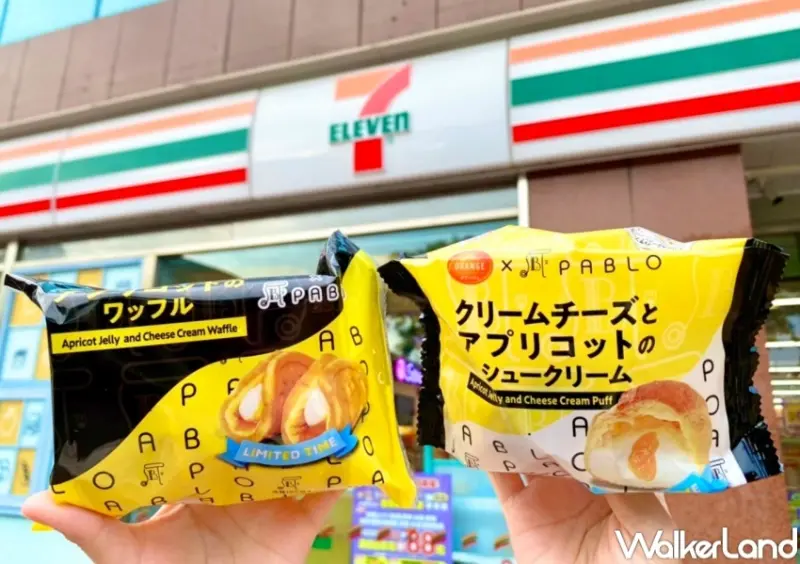 7
ELEVEN
ワッフル
Apricot Jelly and Cheese Cream Waffle
PAB
LIMITED TIME
ORANGE × PABLO
クリームチーズと
アプリコットの
シュークリーム
Apricot Jelly and Cheese Cream Puff
88
WALKERLAND